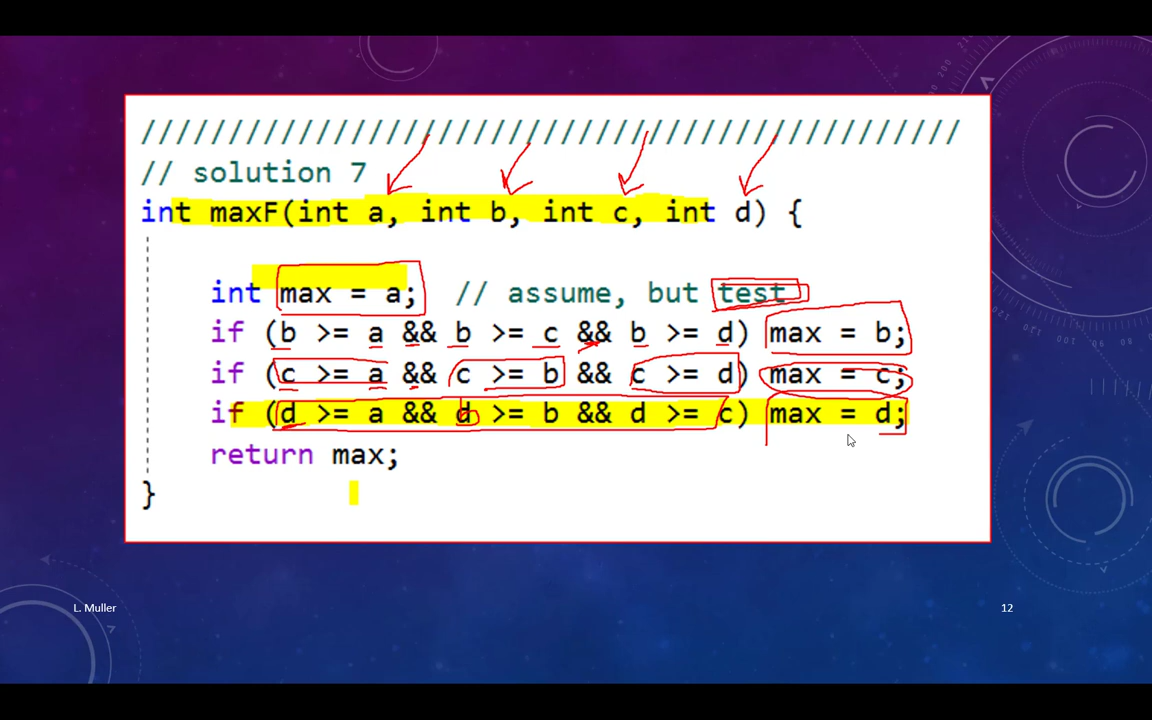 //////////////////////////////////////////////////
// solution 7
int maxF(int a, int b, int c, int d) {
int max = a;  // assume, but test
if (b >= a && b >= c && b >= d) max = b;
if (c >= a && c >= b && c >= d) max = c;
if (d >= a && d >= b && d >= c) max = d;
return max;
}
L. Muller
12